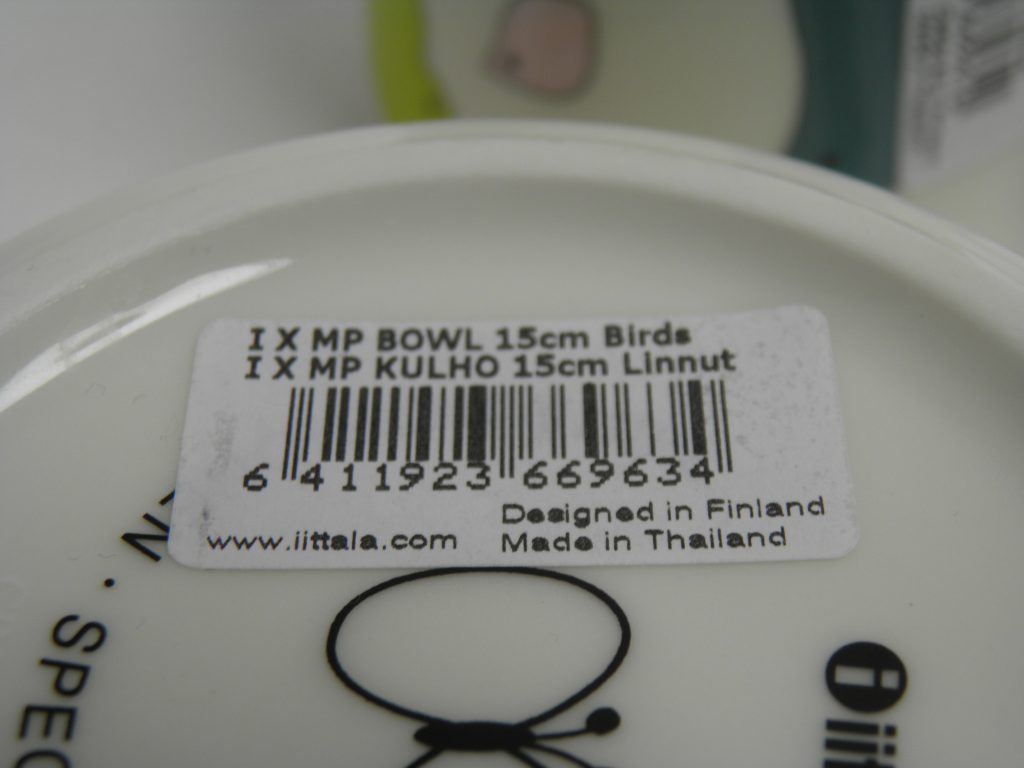 I X MP BOWL 15cm Birds
I X MP KULHO 15cm Linnut
6 411923 669634
Designed in Finland
www.iittala.com Made in Thailand